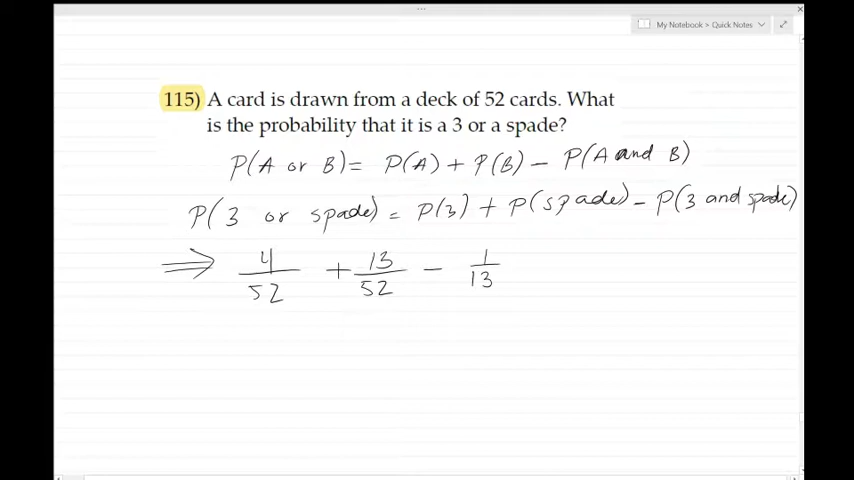 My Notebook > Quick Notes
115) A card is drawn from a deck of 52 cards. What
is the probability that it is a 3 or a spade?
P(A or B) = P(A) + P(B) - P(A and B)
P(3 or spade) = P(3) + P(spade) - P(3 and spade)
⇒ 4/52 + 13/52 - 1/13